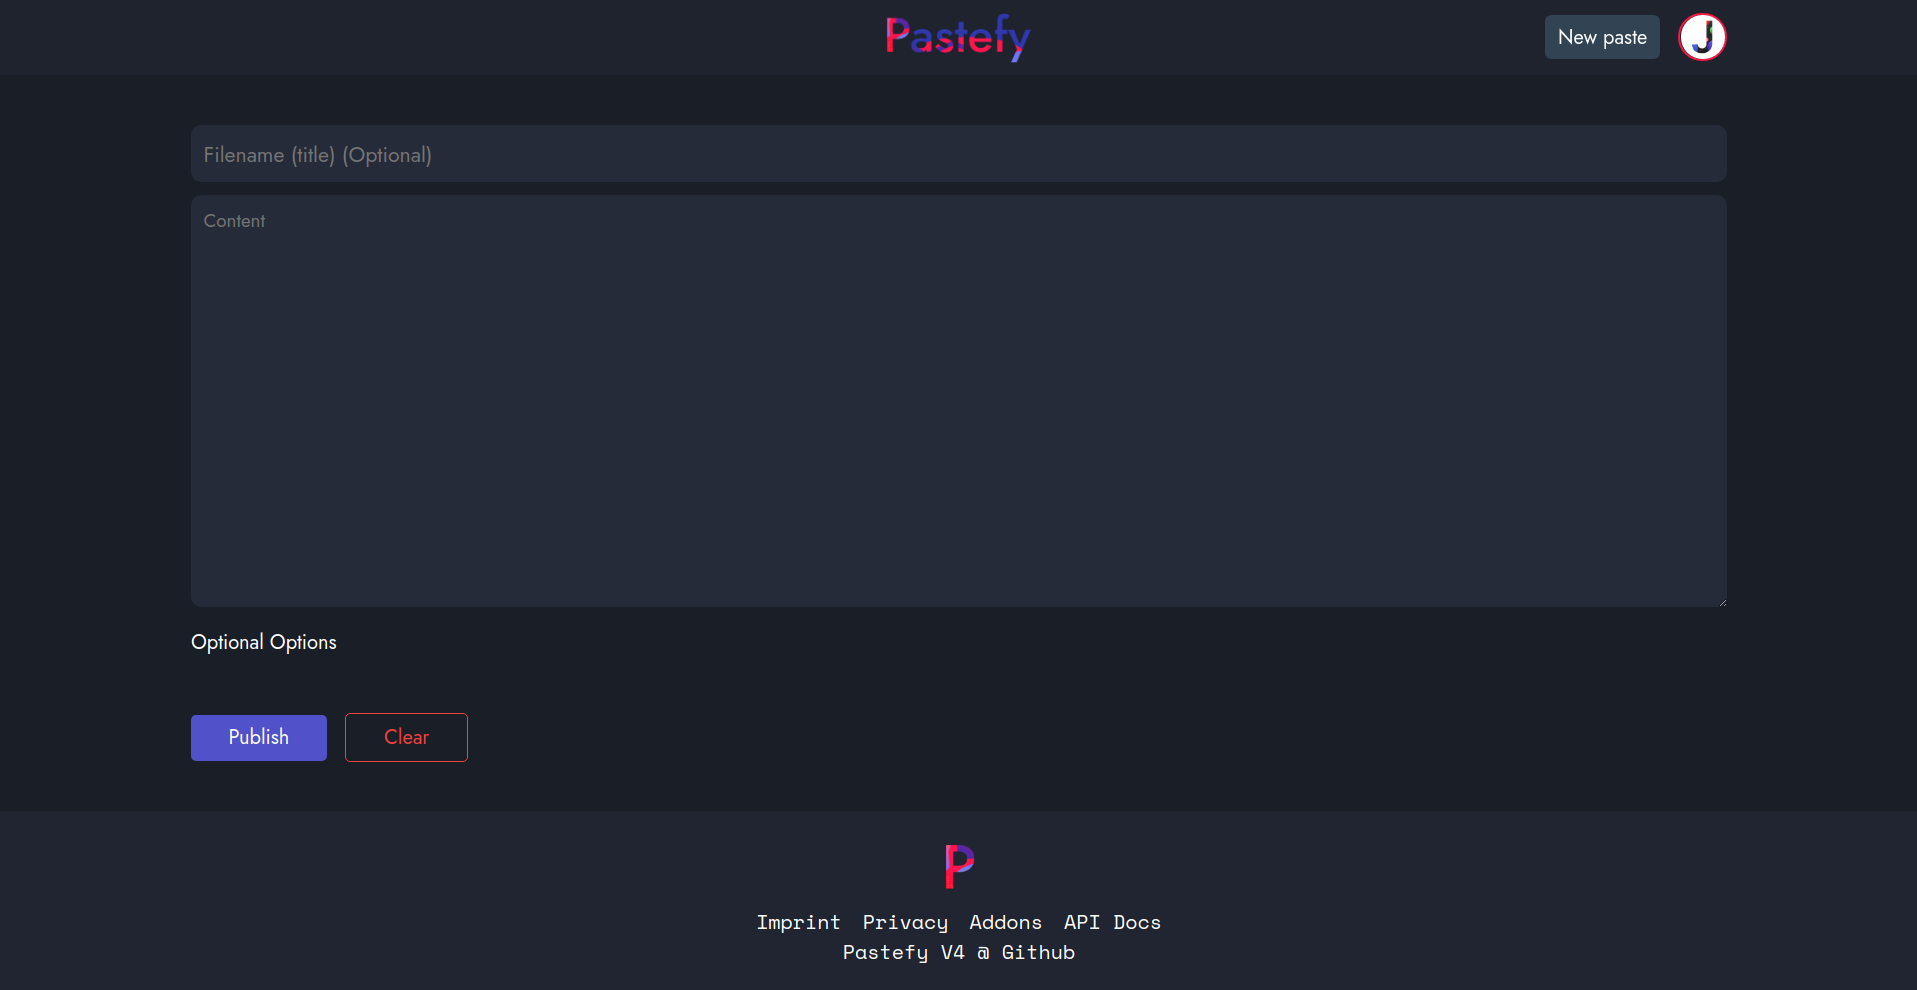 Pastefy
New paste
J
Filename (title) (Optional)
Content
Optional Options
Publish
Clear
P
Imprint Privacy Addons API Docs
Pastefy V4 @ Github